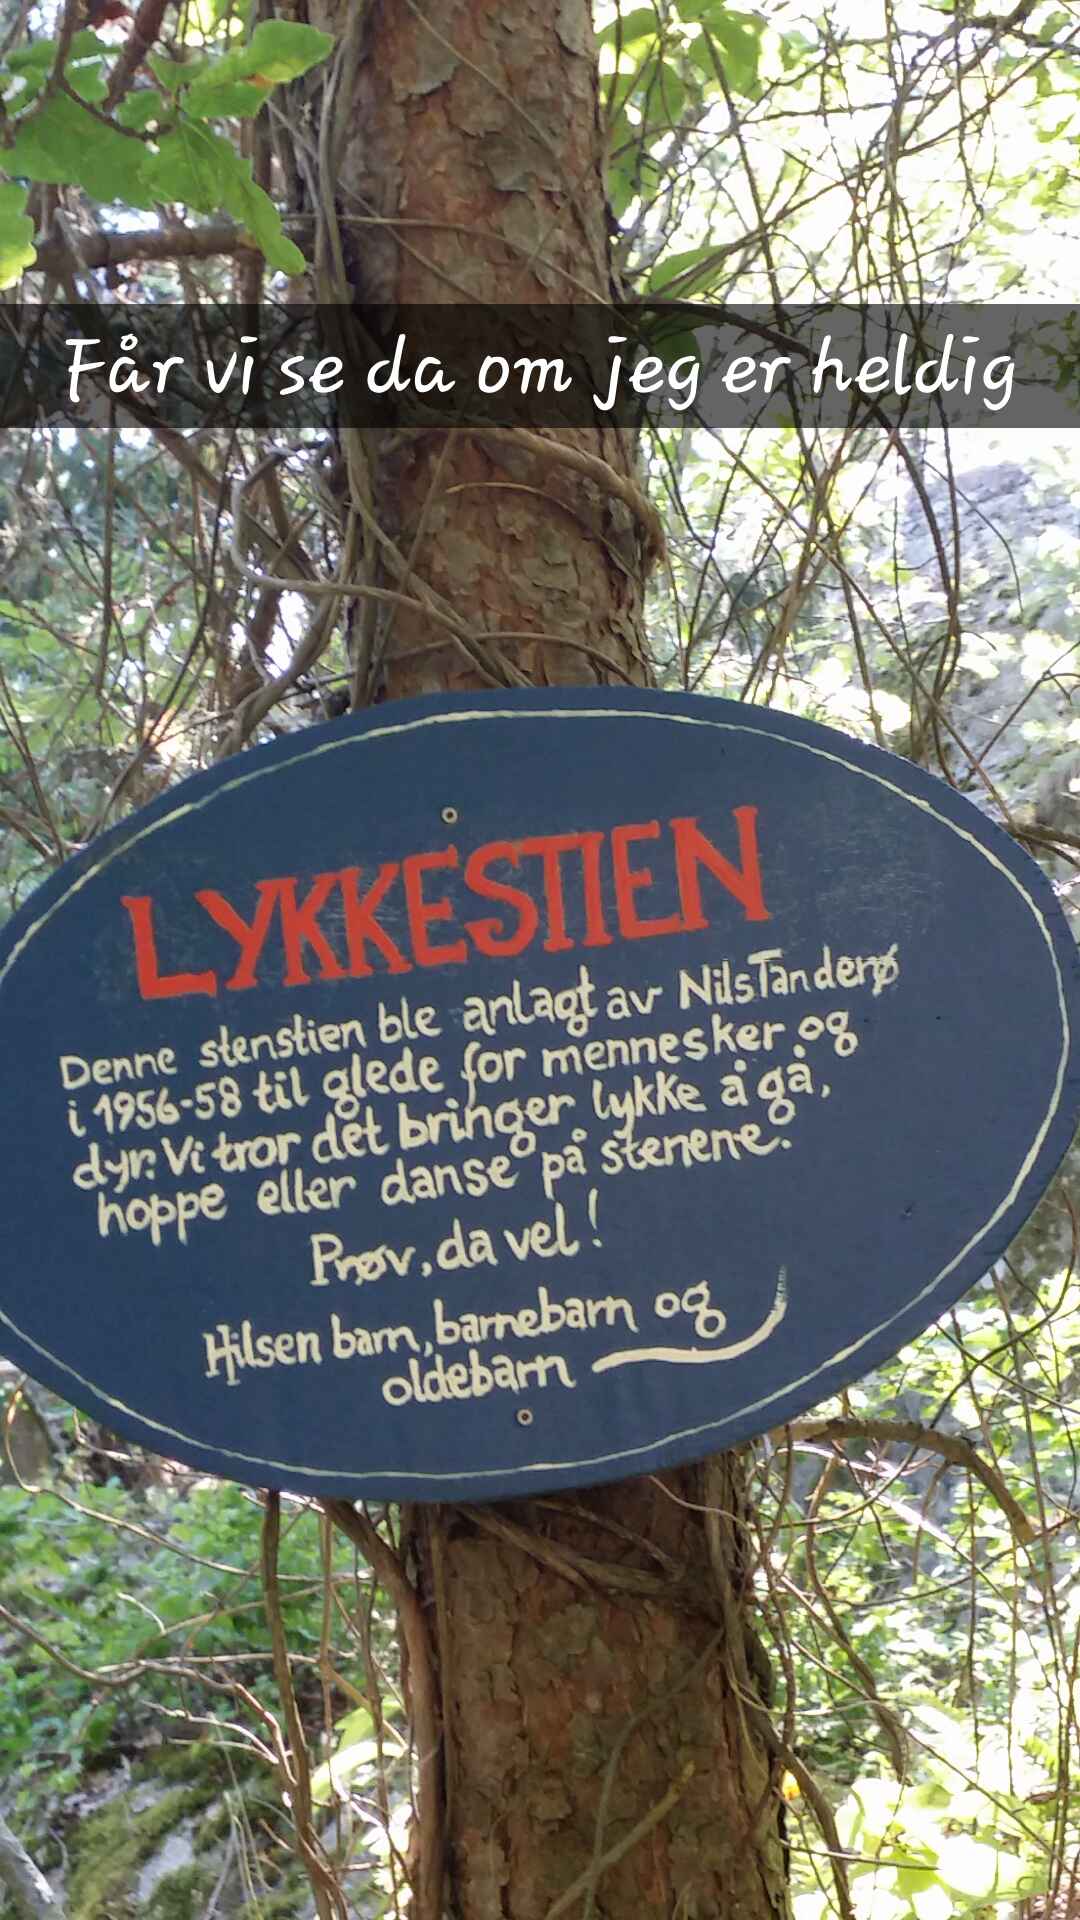 Får vi se da om jeg er heldig
LYKKESTIEN
Denne stenstien ble anlagt av Nils Tanderø
i 1956-58 til glede for mennesker og
dyr. Vi tror det bringer lykke å gå,
hoppe eller danse på stenene.
Prøv, da vel!
Hilsen barn, barnebarn og
oldebarn